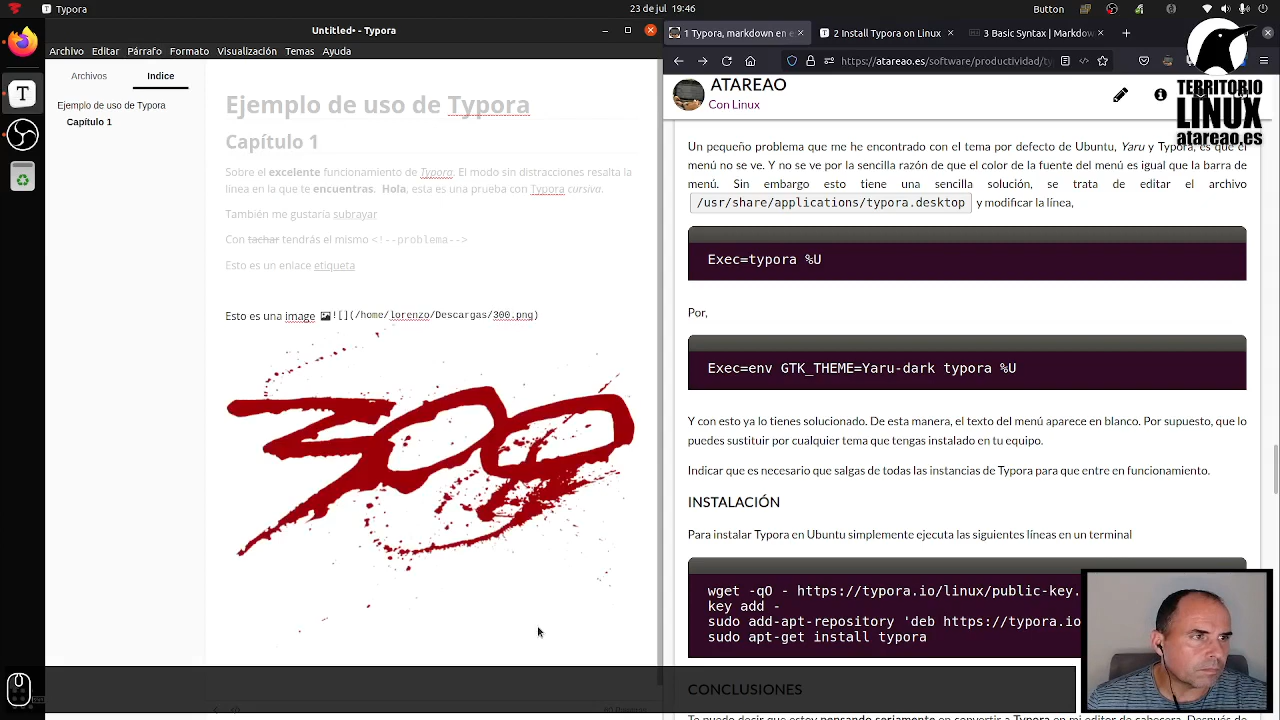 Typora
23 de jul 19:46
Untitled• - Typora
Archivo Editar Párrafo Formato Visualización Temas Ayuda
Archivos Indice
Ejemplo de uso de Typora
Capítulo 1
Ejemplo de uso de Typora
Capítulo 1
Sobre el excelente funcionamiento de Typora. El modo sin distracciones resalta la
línea en la que te encuentras. Hola, esta es una prueba con Typora cursiva.
También me gustaría subrayar
Con tachar tendrás el mismo <!--problema-->
Esto es un enlace etiqueta
Esto es una image ![](/home/lorenzo/Descargas/300.png)
300
1 Typora - Known e
2 Install Typora on Linux
3 Basic Syntax | Markdow
https://atareao.es/software/productividad/ty
ATAREAO
Con Linux
TERRITORIO
LINUX
atareao.es
Un pequeño problema que me he encontrado con el tema por defecto de Ubuntu, Yaru y Typora, es que el
menú no se ve. Y no se ve por la sencilla razón de que el color de la fuente del menú es igual que el fondo del
menú. Sin embargo esto tiene una sencilla solución, se trata de editar el archivo
/usr/share/applications/typora.desktop y modificar la línea,
Exec=typora %U
Por,
Exec=env GTK_THEME=Yaru-dark typora %U
Y con esto ya lo tienes solucionado. De esta manera, el texto del menú aparece en blanco. Por supuesto, que lo
puedes sustituir por cualquier tema que tengas instalado en tu equipo.
Indicar que es necesario que salgas de todas las instancias de Typora para que entre en funcionamiento.
INSTALACIÓN
Para instalar Typora en Ubuntu simplemente ejecuta las siguientes líneas en un terminal
wget -qO - https://typora.io/linux/public-key.
key add -
sudo add-apt-repository 'deb https://typora.io
sudo apt-get install typora
CONCLUSIONES